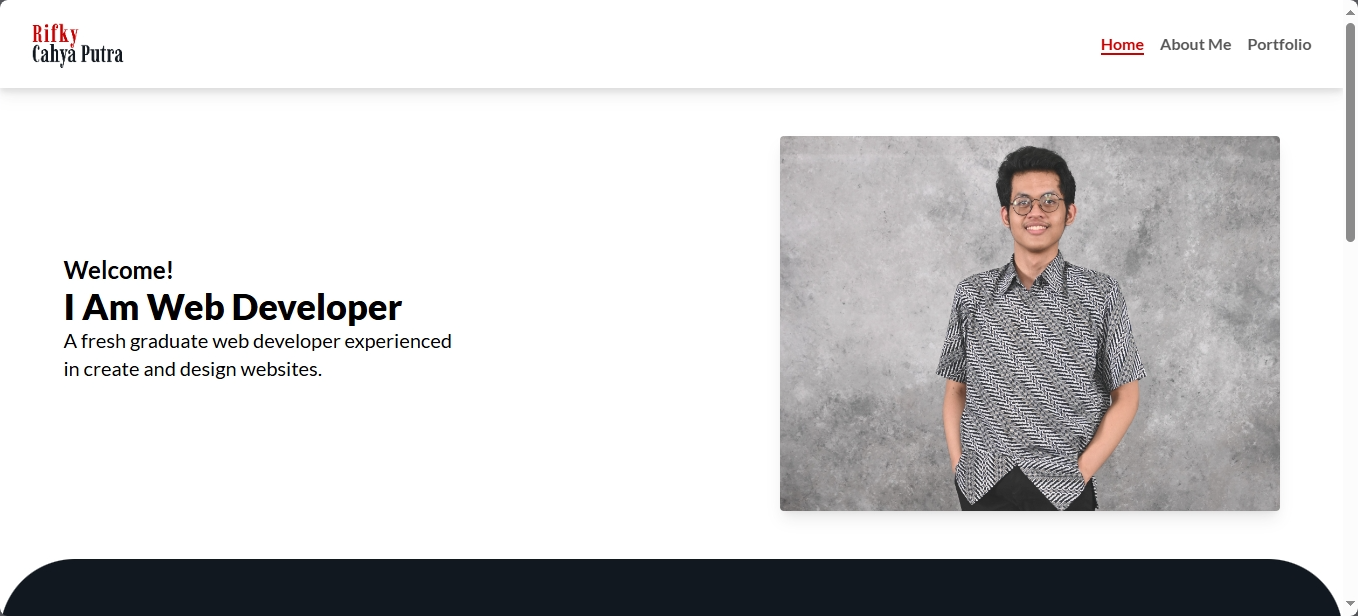 Rifky
Cahya Putra
Home About Me Portfolio
Welcome!
I Am Web Developer
A fresh graduate web developer experienced
in create and design websites.